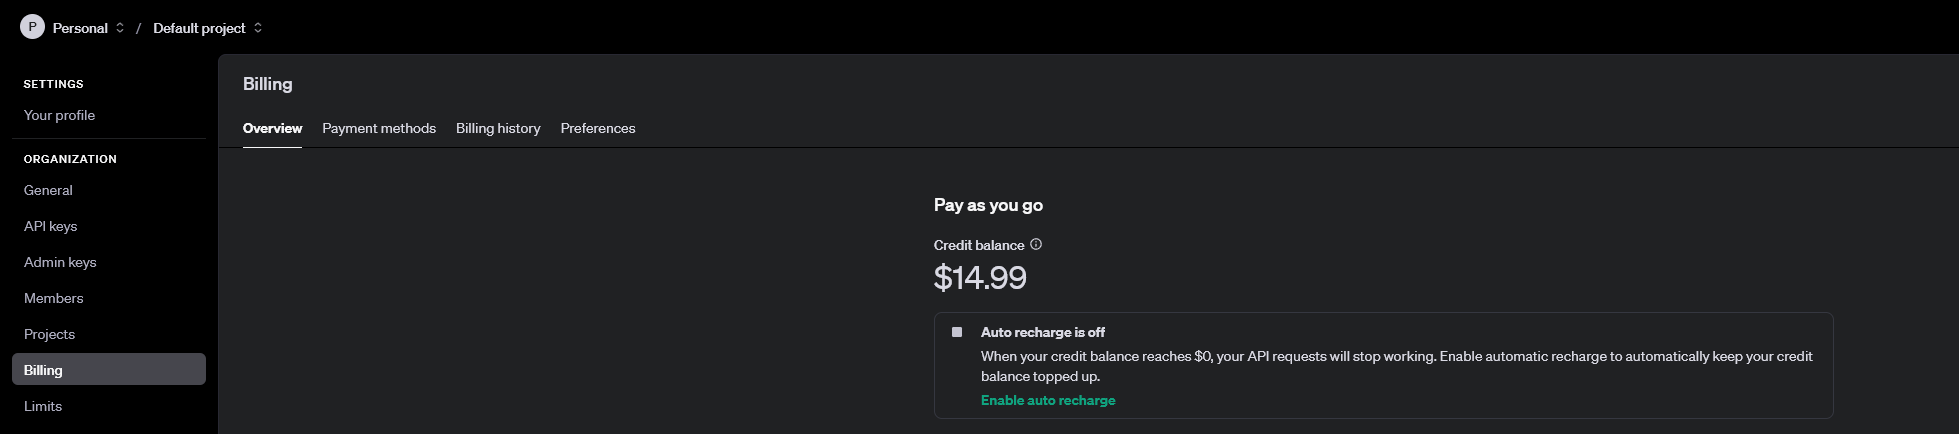 P Personal / Default project
SETTINGS
Your profile
ORGANIZATION
General
API keys
Admin keys
Members
Projects
Billing
Limits
Billing
Overview Payment methods Billing history Preferences
Pay as you go
Credit balance
$14.99
Auto recharge is off
When your credit balance reaches $0, your API requests will stop working. Enable automatic recharge to automatically keep your credit
balance topped up.
Enable auto recharge